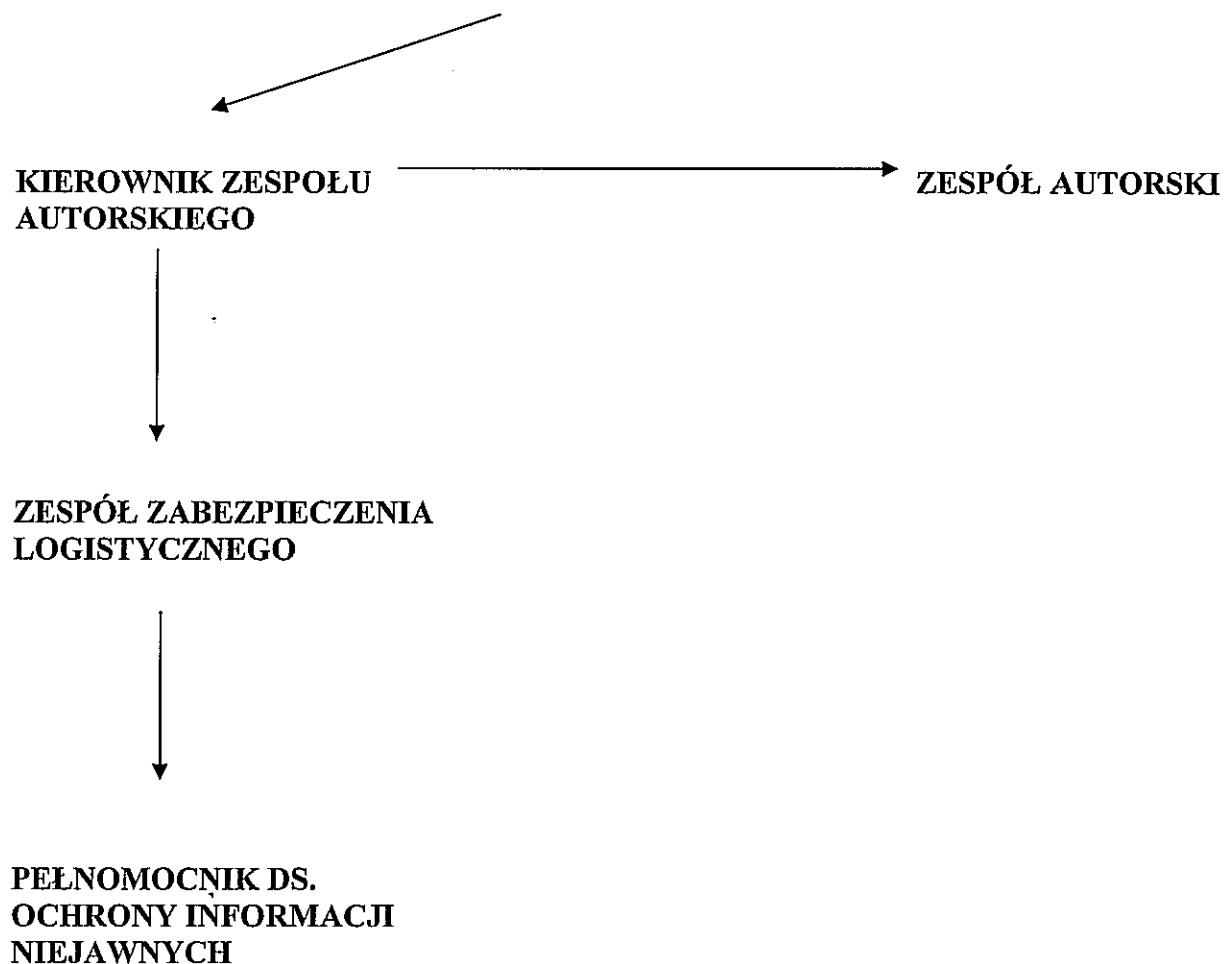 KIEROWNIK ZESPOŁU
AUTORSKIEGO
ZESPÓŁ AUTORSKI
ZESPÓŁ ZABEZPIECZENIA
LOGISTYCZNEGO
PEŁNOMOCNIK DS.
OCHRONY INFORMACJI
NIEJAWNYCH